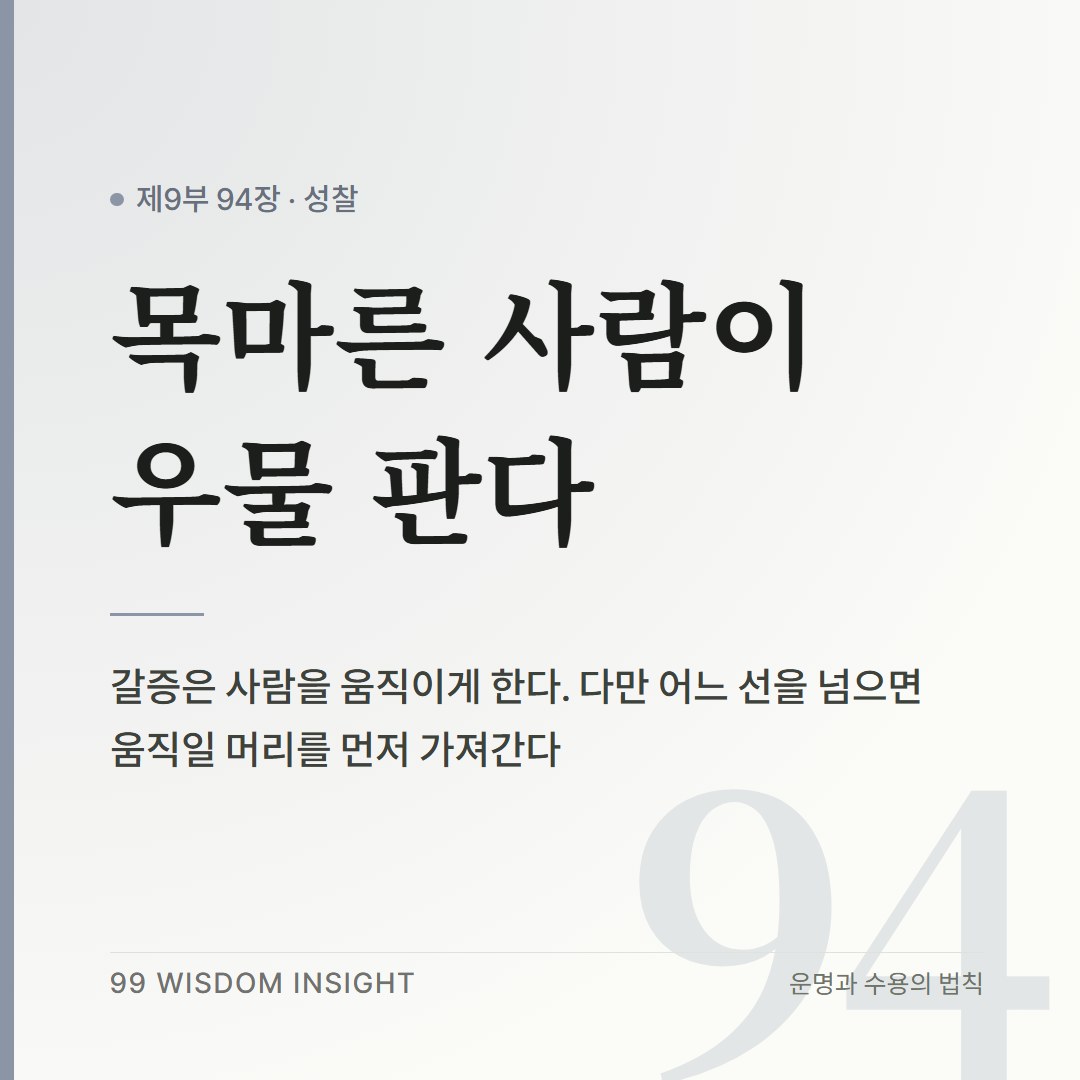 제9부 94장 · 성찰
목마른 사람이
우물 판다
갈증은 사람을 움직이게 한다. 다만 어느 선을 넘으면
움직일 머리를 먼저 가져간다
94
99 WISDOM INSIGHT
운명과 수용의 법칙